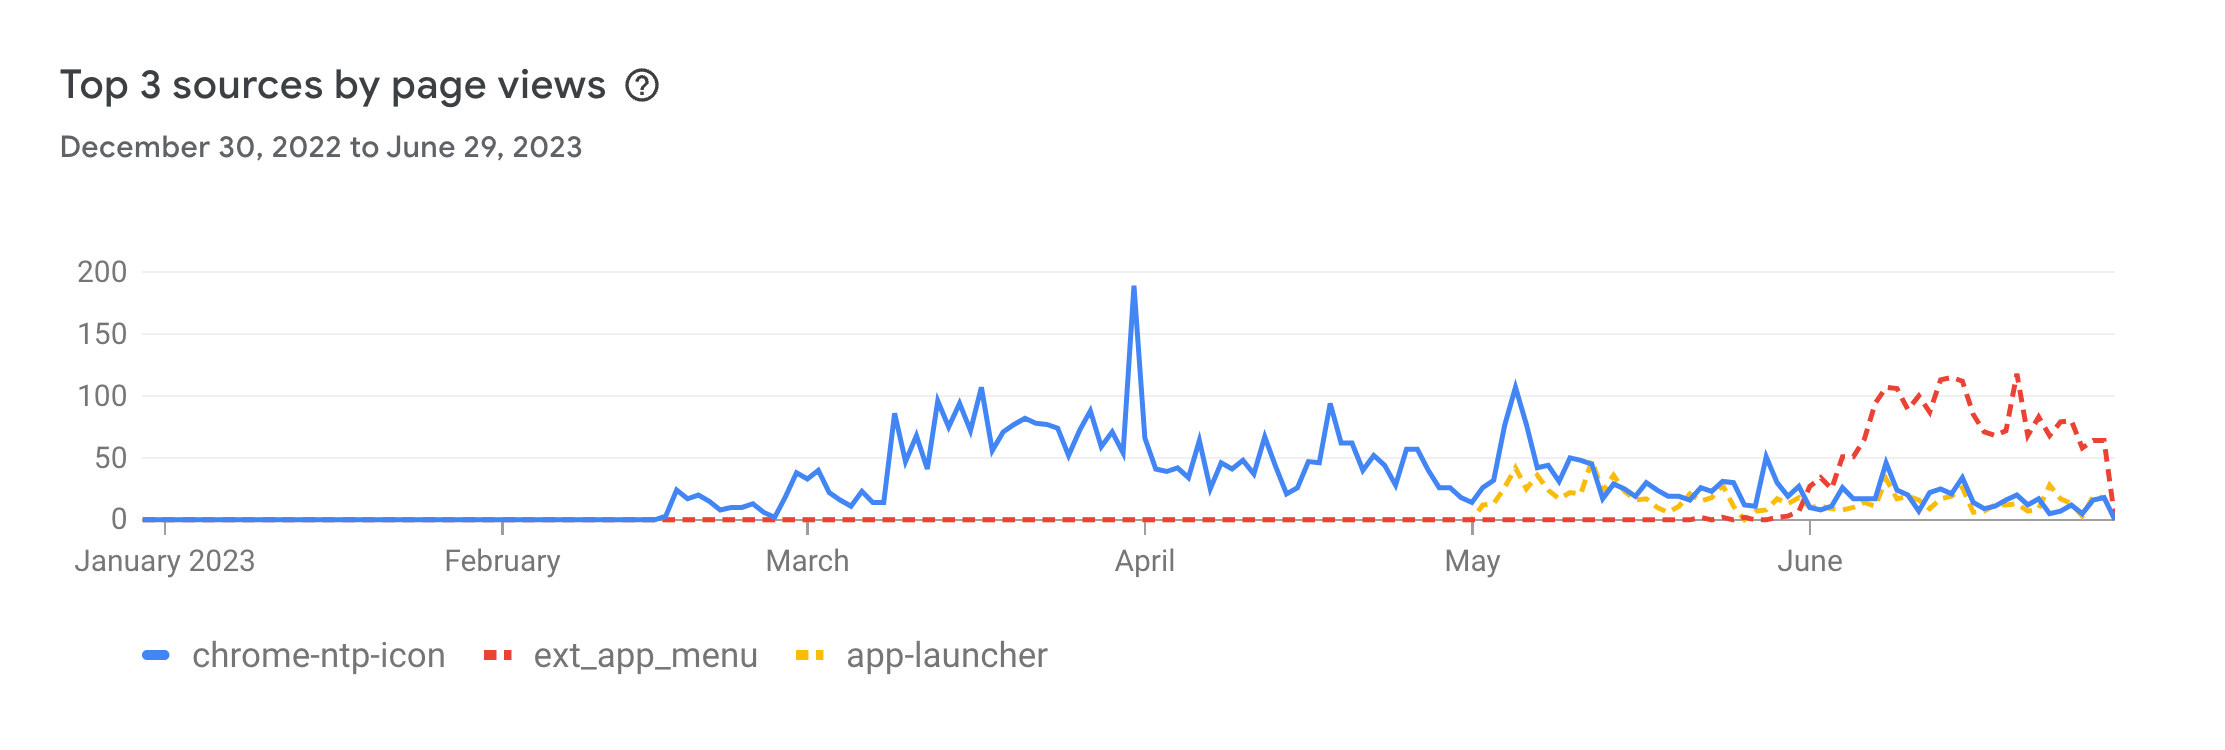 Top 3 sources by page views
December 30, 2022 to June 29, 2023
200
150
100
50
0
January 2023 February March April May June
chrome-ntp-icon ext_app_menu app-launcher